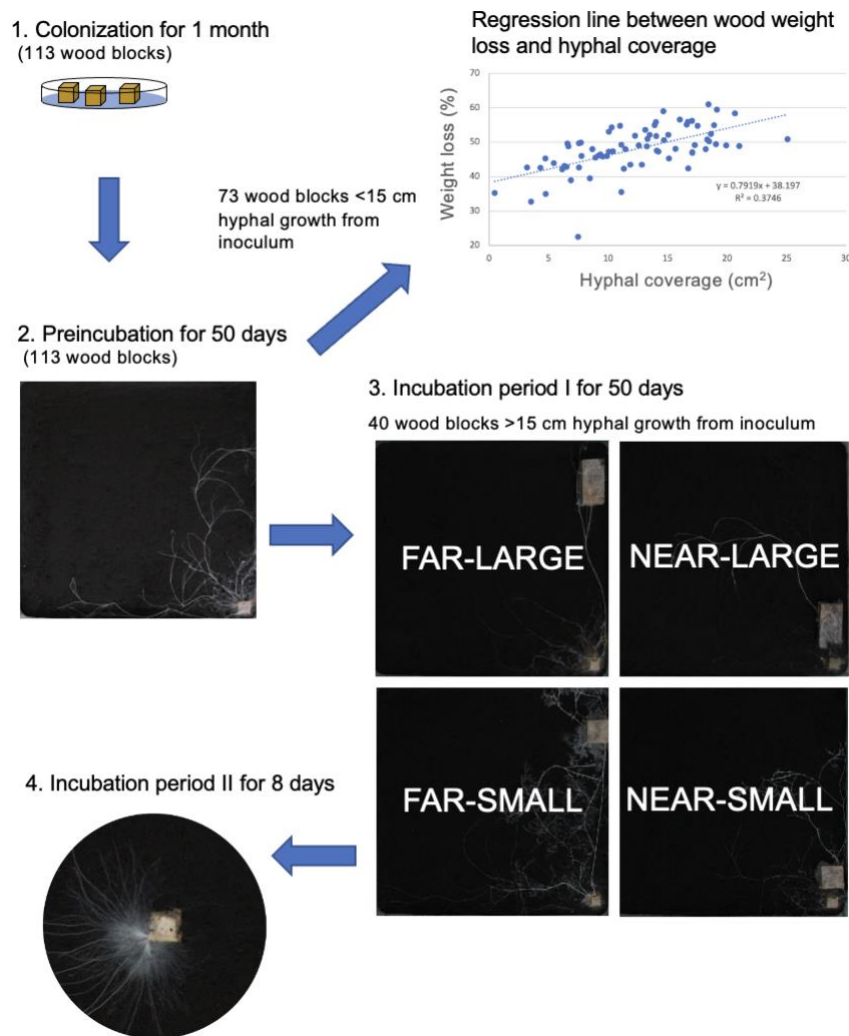 1. Colonization for 1 month
(113 wood blocks)
Regression line between wood weight
loss and hyphal coverage
70
60
50
40
30
20
Weight loss (%)
y = 0.7919x + 38.197
R² = 0.3746
0
5
10
15
20
25
30
Hyphal coverage (cm²)
73 wood blocks <15 cm
hyphal growth from
inoculum
2. Preincubation for 50 days
(113 wood blocks)
3. Incubation period I for 50 days
40 wood blocks >15 cm hyphal growth from inoculum
FAR-LARGE
NEAR-LARGE
FAR-SMALL
NEAR-SMALL
4. Incubation period II for 8 days